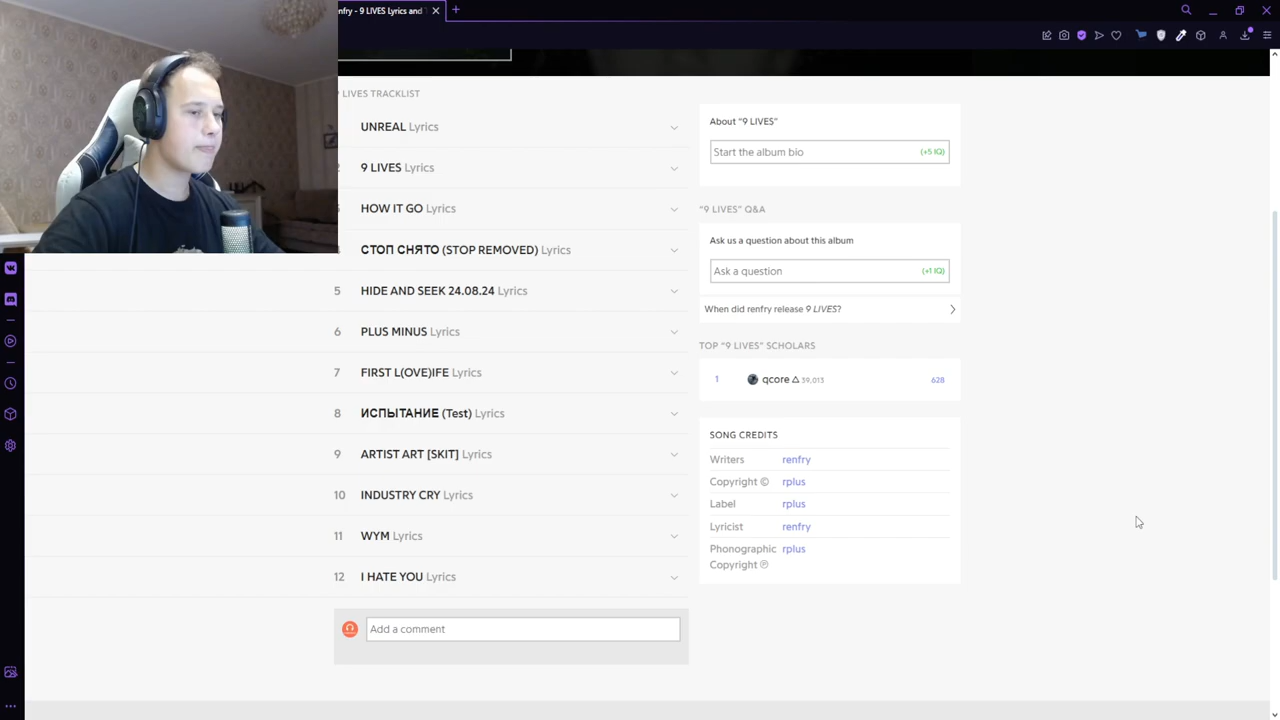 nfry - 9 LIVES Lyrics and
9 LIVES TRACKLIST
UNREAL Lyrics
9 LIVES Lyrics
HOW IT GO Lyrics
СТОП СНЯТО (STOP REMOVED) Lyrics
5 HIDE AND SEEK 24.08.24 Lyrics
6 PLUS MINUS Lyrics
7 FIRST L(OVE)IFE Lyrics
8 ИСПЫТАНИЕ (Test) Lyrics
9 ARTIST ART [SKIT] Lyrics
10 INDUSTRY CRY Lyrics
11 WYM Lyrics
12 I HATE YOU Lyrics
Add a comment
About “9 LIVES”
Start the album bio (+5 IQ)
“9 LIVES” Q&A
Ask us a question about this album
Ask a question (+1 IQ)
When did renfry release 9 LIVES?
TOP “9 LIVES” SCHOLARS
1 qcore 39,013 628
SONG CREDITS
Writers renfry
Copyright © rplus
Label rplus
Lyricist renfry
Phonographic rplus
Copyright ℗